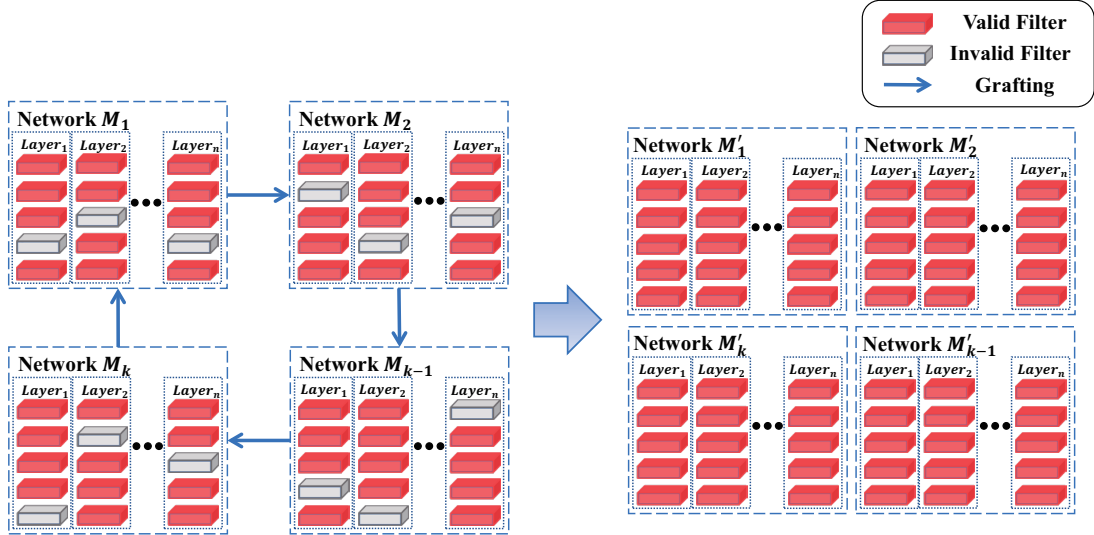 Valid Filter
Invalid Filter
Grafting
Network M₁
Layer₁ Layer₂ Layerₙ
Network M₂
Layer₁ Layer₂ Layerₙ
Network Mₖ
Layer₁ Layer₂ Layerₙ
Network Mₖ₋₁
Layer₁ Layer₂ Layerₙ
Network M′₁
Layer₁ Layer₂ Layerₙ
Network M′₂
Layer₁ Layer₂ Layerₙ
Network M′ₖ
Layer₁ Layer₂ Layerₙ
Network M′ₖ₋₁
Layer₁ Layer₂ Layerₙ